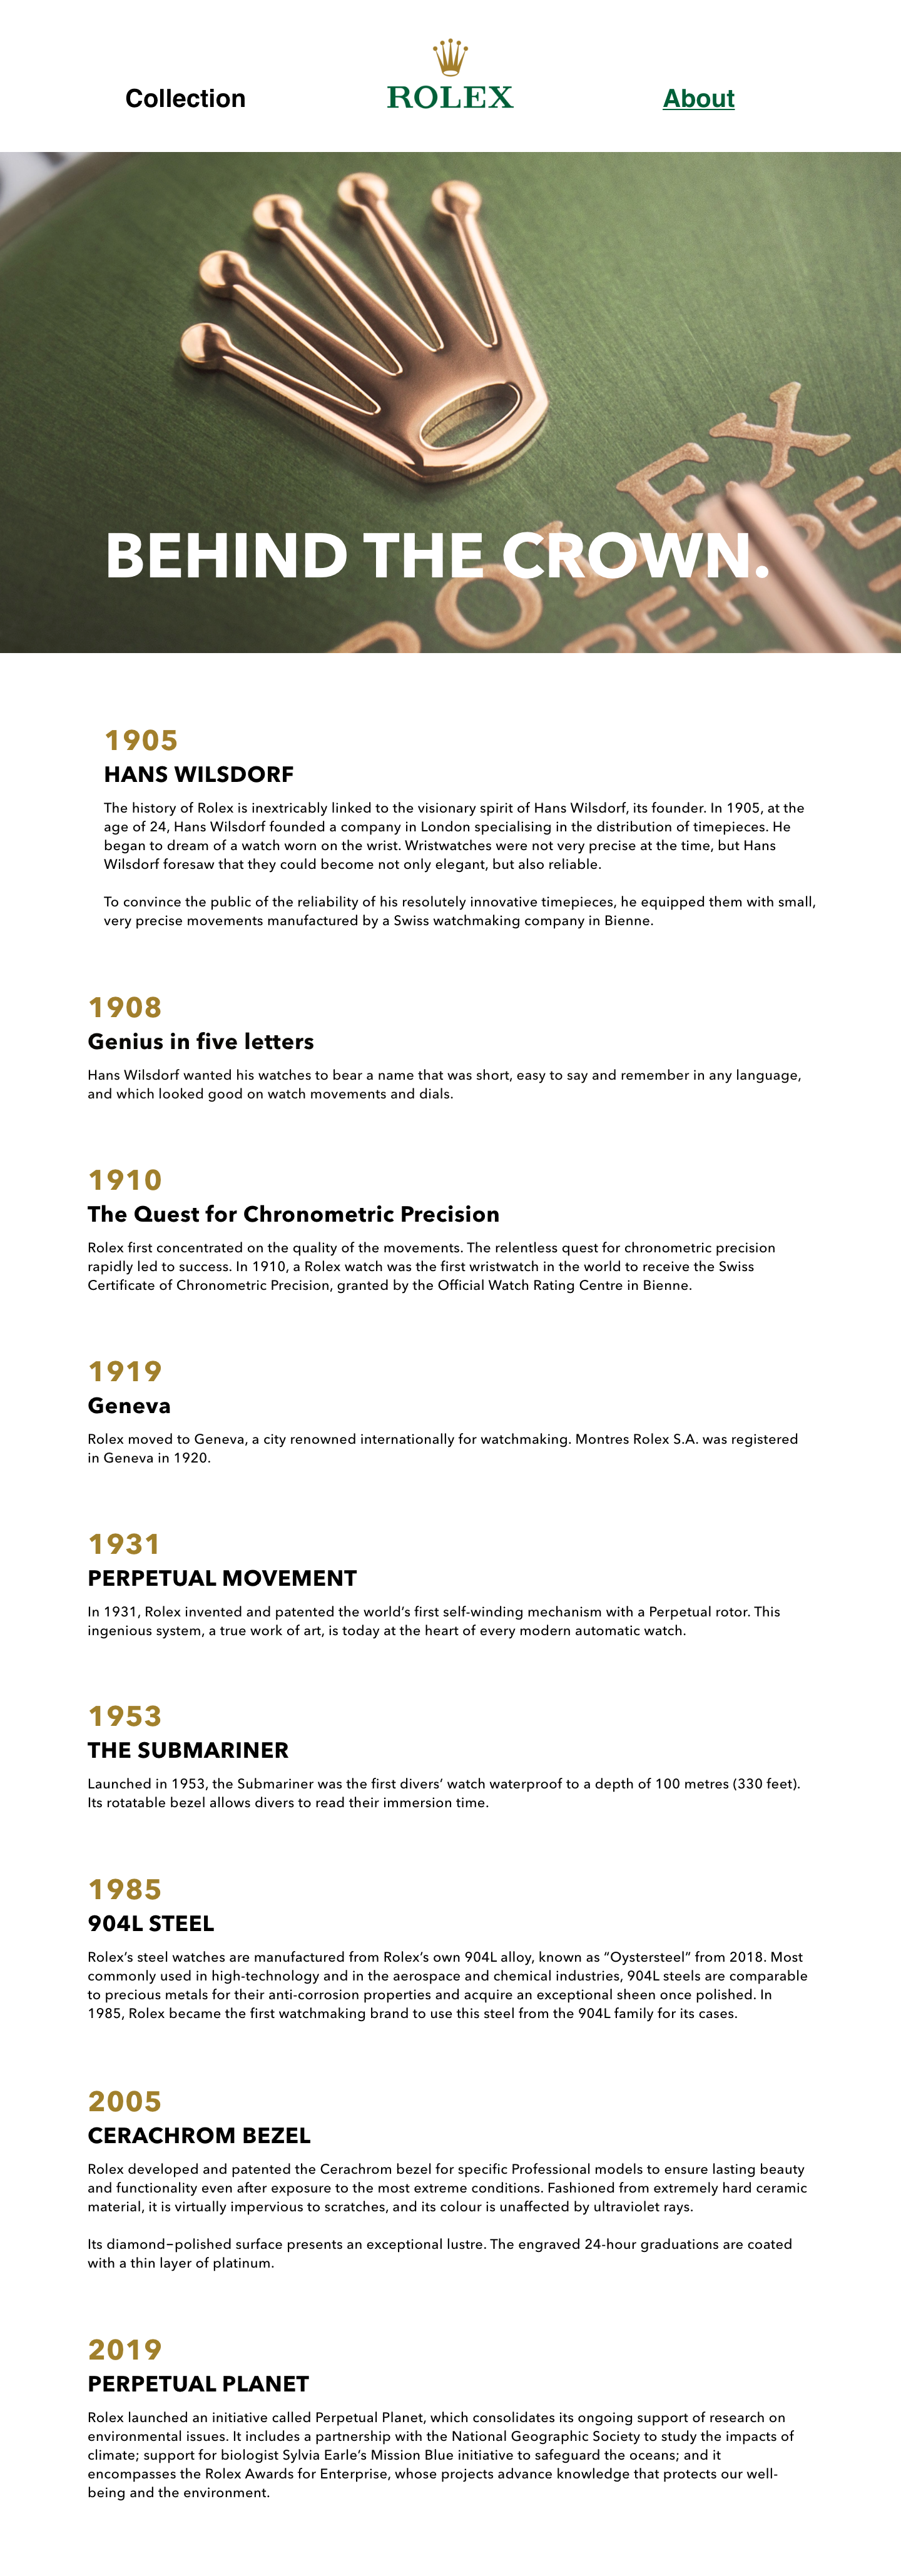 Collection
ROLEX
About
ROLEX
PERPET
PERPE
BEHIND THE CROWN.
1905
HANS WILSDORF
The history of Rolex is inextricably linked to the visionary spirit of Hans Wilsdorf, its founder. In 1905, at the
age of 24, Hans Wilsdorf founded a company in London specialising in the distribution of timepieces. He
began to dream of a watch worn on the wrist. Wristwatches were not very precise at the time, but Hans
Wilsdorf foresaw that they could become not only elegant, but also reliable.
To convince the public of the reliability of his resolutely innovative timepieces, he equipped them with small,
very precise movements manufactured by a Swiss watchmaking company in Bienne.
1908
Genius in five letters
Hans Wilsdorf wanted his watches to bear a name that was short, easy to say and remember in any language,
and which looked good on watch movements and dials.
1910
The Quest for Chronometric Precision
Rolex first concentrated on the quality of the movements. The relentless quest for chronometric precision
rapidly led to success. In 1910, a Rolex watch was the first wristwatch in the world to receive the Swiss
Certificate of Chronometric Precision, granted by the Official Watch Rating Centre in Bienne.
1919
Geneva
Rolex moved to Geneva, a city renowned internationally for watchmaking. Montres Rolex S.A. was registered
in Geneva in 1920.
1931
PERPETUAL MOVEMENT
In 1931, Rolex invented and patented the world’s first self-winding mechanism with a Perpetual rotor. This
ingenious system, a true work of art, is today at the heart of every modern automatic watch.
1953
THE SUBMARINER
Launched in 1953, the Submariner was the first divers’ watch waterproof to a depth of 100 metres (330 feet).
Its rotatable bezel allows divers to read their immersion time.
1985
904L STEEL
Rolex’s steel watches are manufactured from Rolex’s own 904L alloy, known as “Oystersteel” from 2018. Most
commonly used in high-technology and in the aerospace and chemical industries, 904L steels are comparable
to precious metals for their anti-corrosion properties and acquire an exceptional sheen once polished. In
1985, Rolex became the first watchmaking brand to use this steel from the 904L family for its cases.
2005
CERACHROM BEZEL
Rolex developed and patented the Cerachrom bezel for specific Professional models to ensure lasting beauty
and functionality even after exposure to the most extreme conditions. Fashioned from extremely hard ceramic
material, it is virtually impervious to scratches, and its colour is unaffected by ultraviolet rays.
Its diamond–polished surface presents an exceptional lustre. The engraved 24-hour graduations are coated
with a thin layer of platinum.
2019
PERPETUAL PLANET
Rolex launched an initiative called Perpetual Planet, which consolidates its ongoing support of research on
environmental issues. It includes a partnership with the National Geographic Society to study the impacts of
climate; support for biologist Sylvia Earle’s Mission Blue initiative to safeguard the oceans; and it
encompasses the Rolex Awards for Enterprise, whose projects advance knowledge that protects our well-
being and the environment.